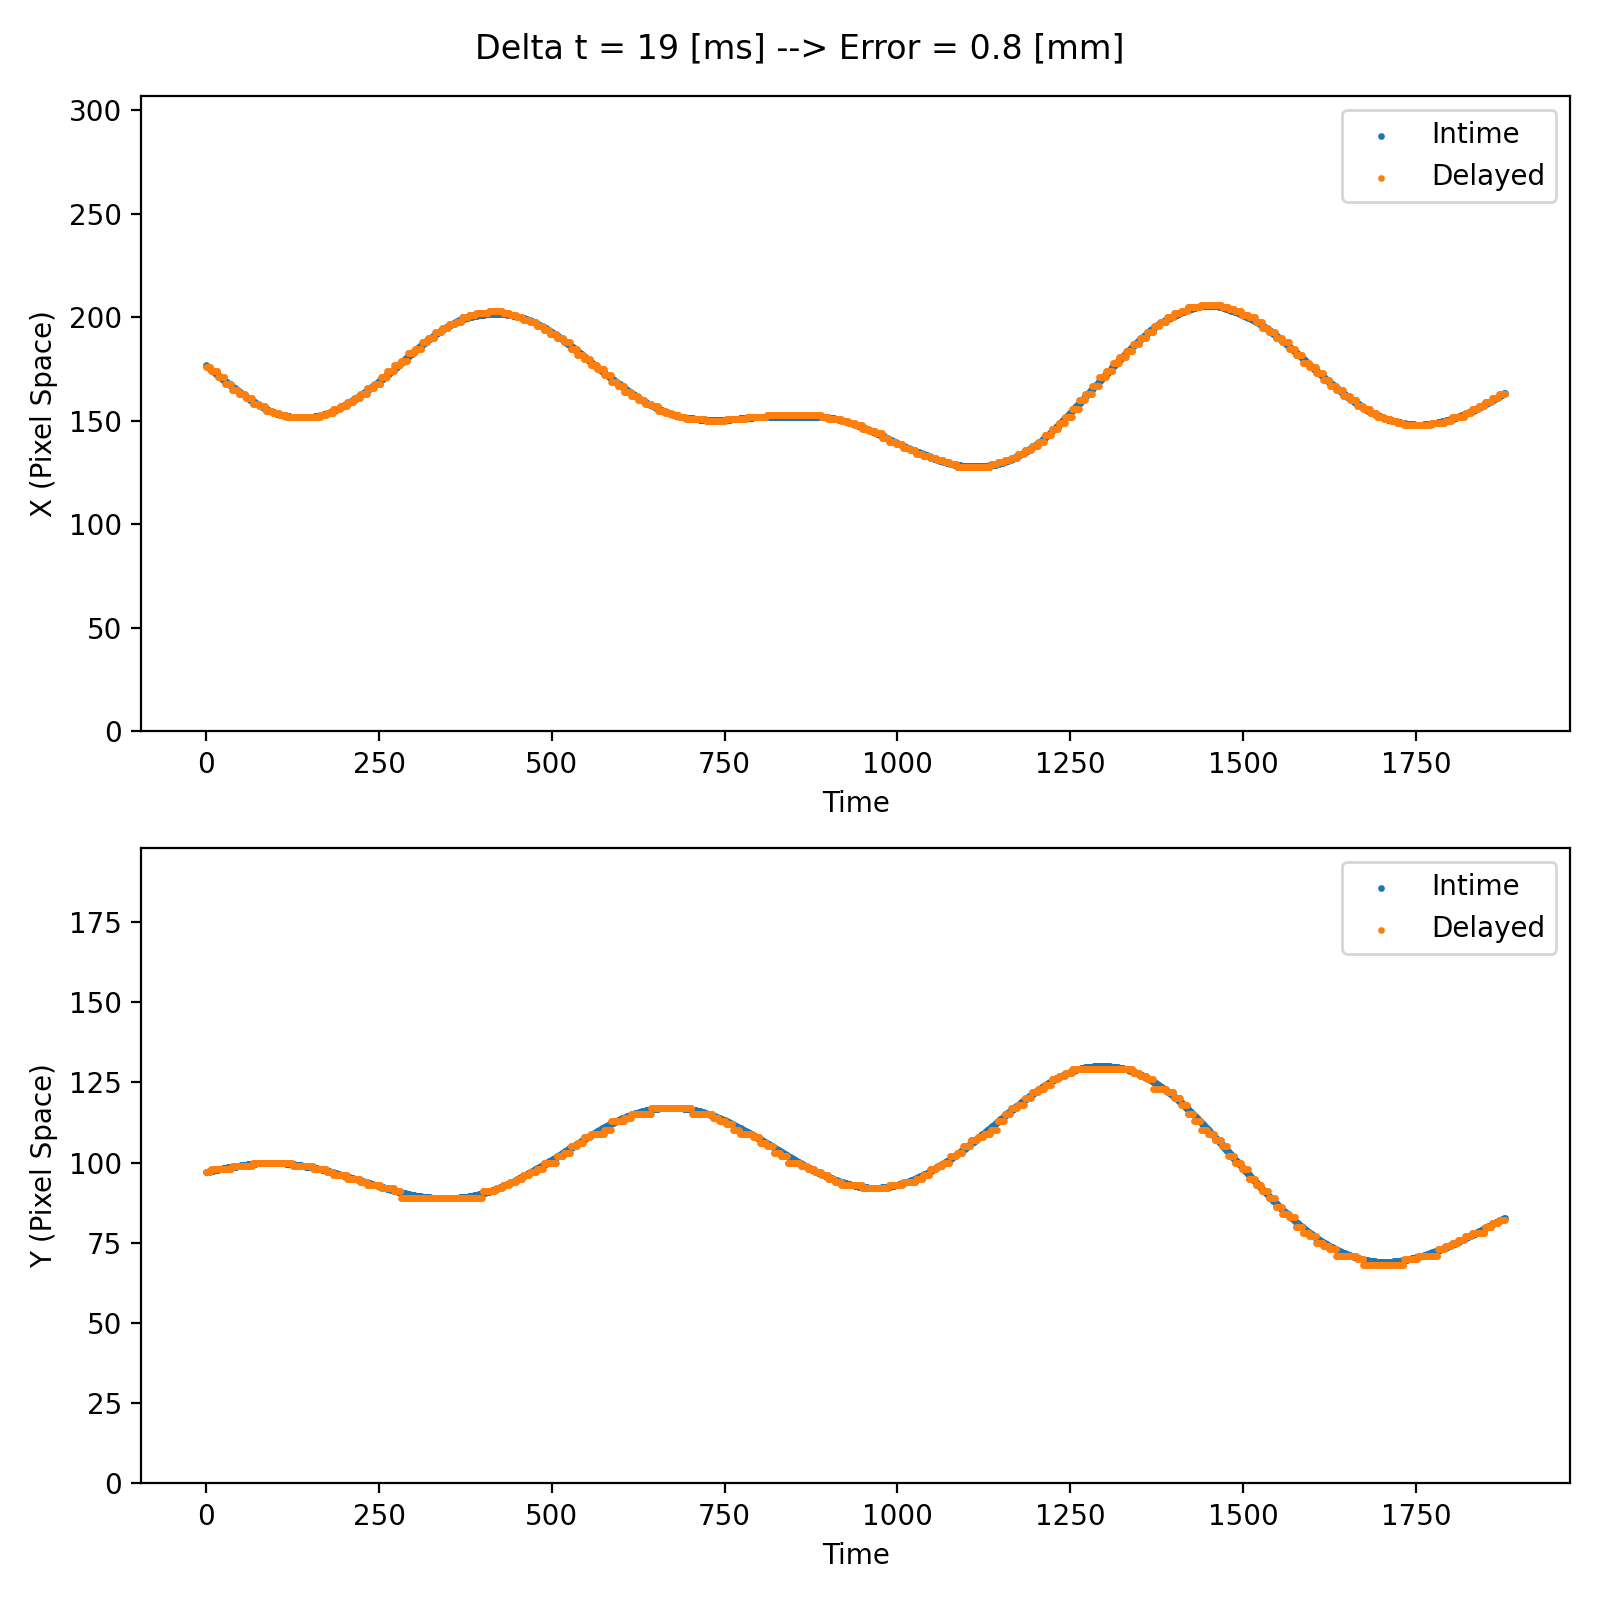 Delta t = 19 [ms] --> Error = 0.8 [mm]
300
250
200
150
100
50
0
X (Pixel Space)
Intime
Delayed
0 250 500 750 1000 1250 1500 1750
Time
175
150
125
100
75
50
25
0
Y (Pixel Space)
Intime
Delayed
0 250 500 750 1000 1250 1500 1750
Time